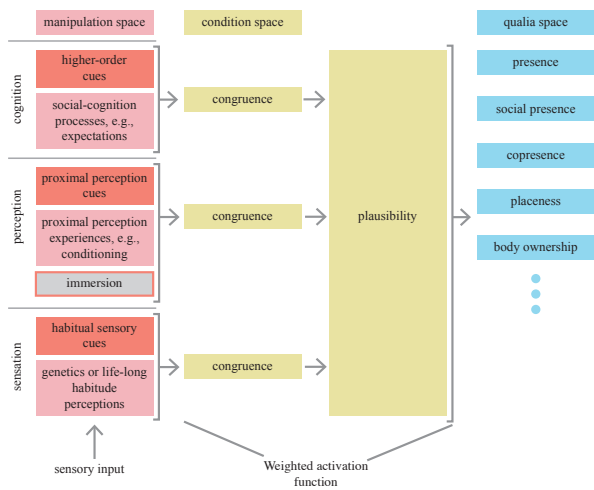 manipulation space
condition space
qualia space
cognition
higher-order
cues
social-cognition
processes, e.g.,
expectations
congruence
perception
proximal perception
cues
proximal perception
experiences, e.g.,
conditioning
immersion
congruence
sensation
habitual sensory
cues
genetics or life-long
habitude
perceptions
congruence
plausibility
presence
social presence
copresence
placeness
body ownership
sensory input
Weighted activation
function